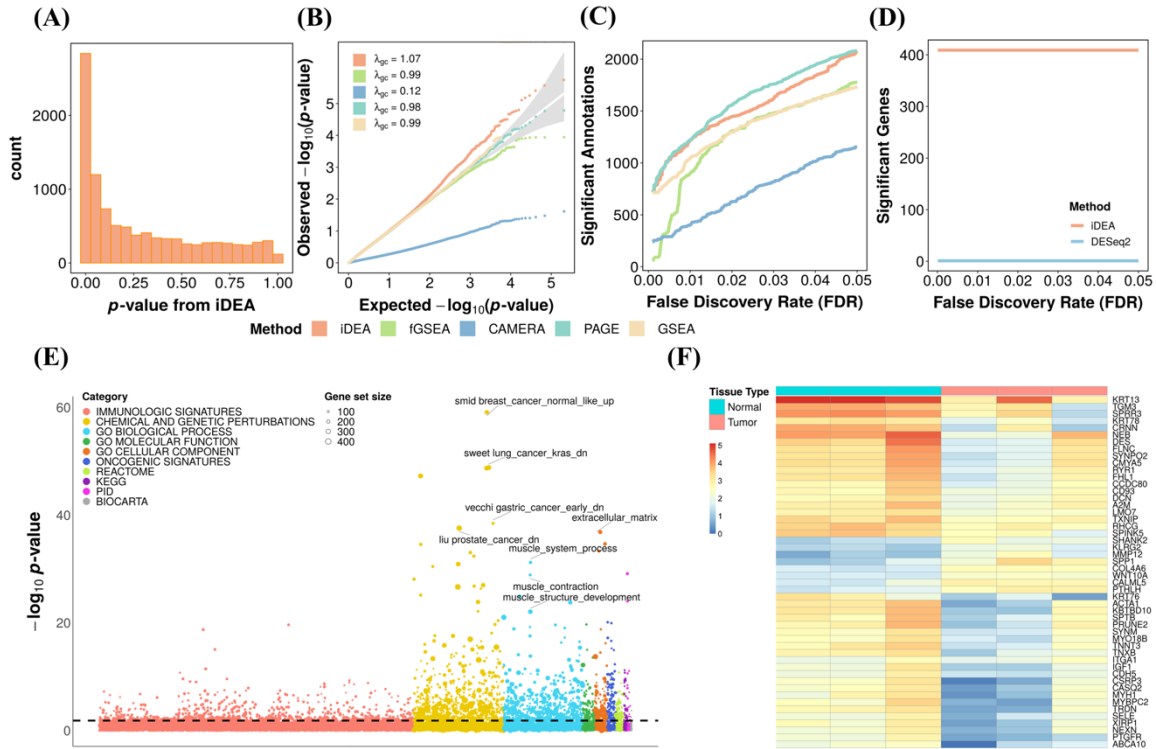 (A)
count
2000
1000
0
0.00
0.25
0.50
0.75
1.00
p-value from iDEA
(B)
Observed −log10(p-value)
5
4
3
2
1
0
λgc = 1.07
λgc = 0.99
λgc = 0.12
λgc = 0.98
λgc = 0.99
0
1
2
3
4
5
Expected −log10(p-value)
(C)
Significant Annotations
2000
1500
1000
500
0
0.00
0.01
0.02
0.03
0.04
0.05
False Discovery Rate (FDR)
(D)
Significant Genes
400
300
200
100
0
Method
iDEA
DESeq2
0.00
0.01
0.02
0.03
0.04
0.05
False Discovery Rate (FDR)
Method iDEA fGSEA CAMERA PAGE GSEA
(E)
− log10 p-value
60
40
20
0
Category
IMMUNOLOGIC SIGNATURES
CHEMICAL AND GENETIC PERTURBATIONS
GO BIOLOGICAL PROCESS
GO MOLECULAR FUNCTION
GO CELLULAR COMPONENT
ONCOGENIC SIGNATURES
REACTOME
KEGG
PID
BIOCARTA
Gene set size
100
200
300
400
smid breast_cancer_normal_like_up
sweet lung_cancer_kras_dn
vecchi gastric_cancer_early_dn
extracellular_matrix
liu prostate_cancer_dn
muscle_system_process
muscle_contraction
muscle_structure_development
(F)
Tissue Type
Normal
Tumor
5
4
3
2
1
0
KRT13
TGM3
SPRR3
KRT78
CRNN
NEB
DES
FLNC
SYNPO2
CMYA5
RYR1
FHL1
CCDC80
CD93
DCN
A2M
LMO7
TXNIP
RHCG
SPINK5
SHANK2
KLRG2
MMP12
SPP1
COL4A6
WNT10A
CALML5
PTHLH
KRT76
ACTA1
KBTBD10
SPTB
PRUNE2
SYNM
MYO18B
TNNT3
TNXB
ITGA1
IGF1
CDH5
CSRP3
CASQ2
MYH1
MYBPC2
TRDN
SELE
XIRP1
NEXN
PTGFR
ABCA10